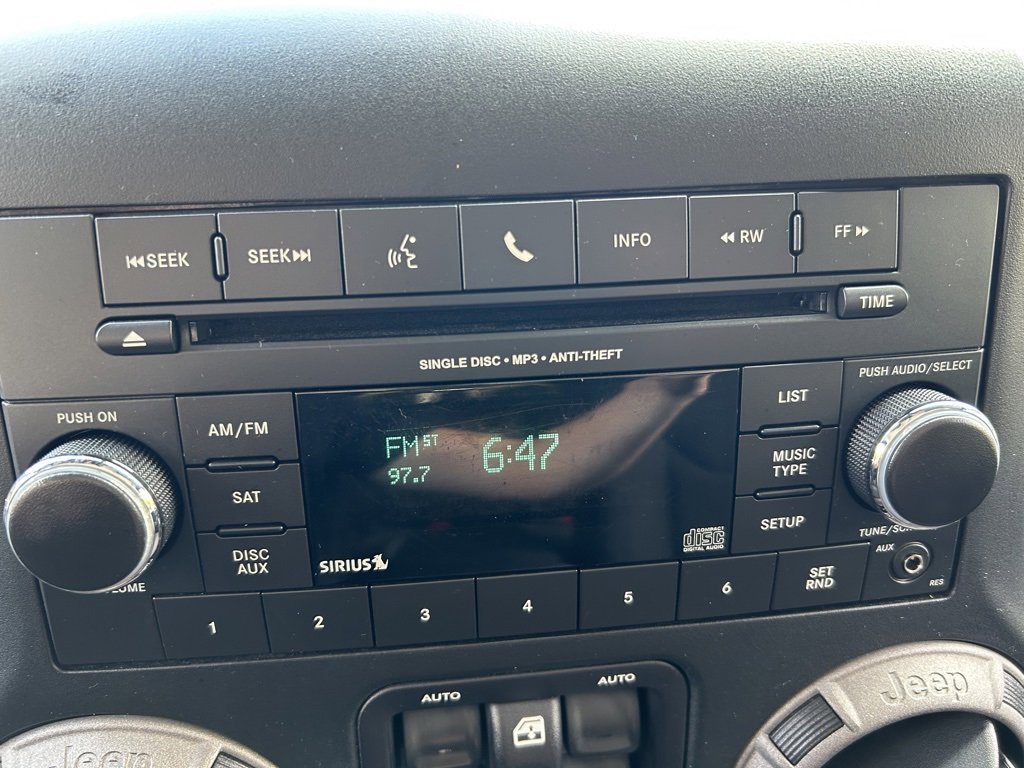 SEEK
SEEK
INFO
RW
FF
TIME
SINGLE DISC • MP3 • ANTI-THEFT
PUSH ON
PUSH AUDIO/SELECT
AM/FM
LIST
FM ST
6:47
97.7
MUSIC
TYPE
SAT
SETUP
DISC
AUX
SIRIUS
COMPACT
disc
DIGITAL AUDIO
AUX
RES
SET
RND
1
2
3
4
5
6
AUTO
AUTO
Jeep
Jeep